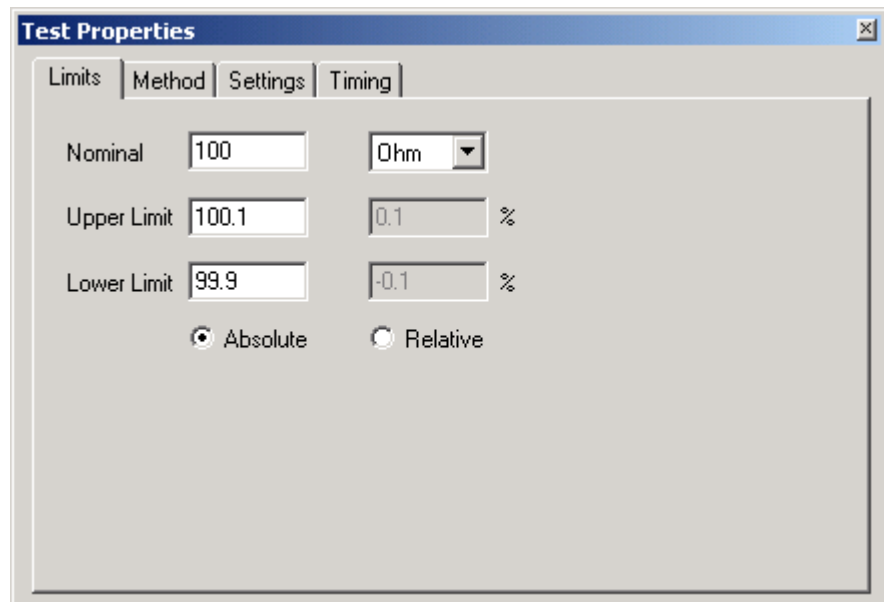 Test Properties
Limits Method Settings Timing
Nominal 100 Ohm
Upper Limit 100.1 0.1 %
Lower Limit 99.9 -0.1 %
Absolute Relative